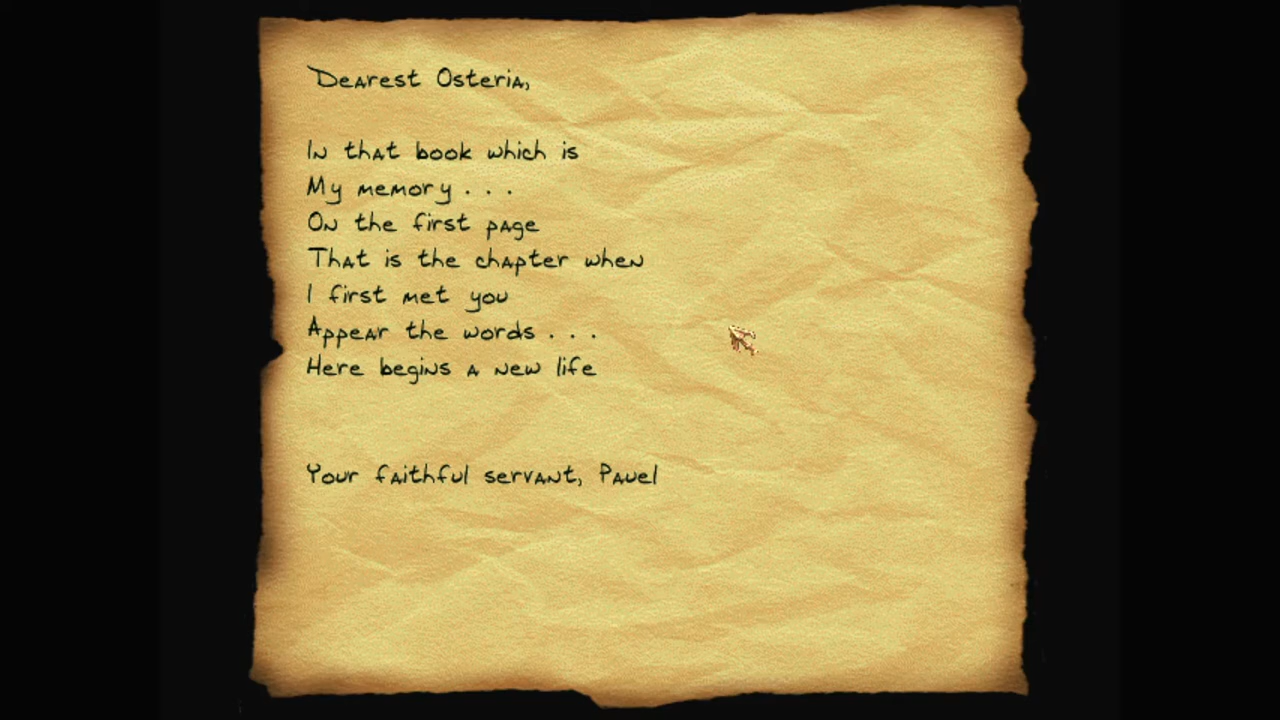 Dearest Osteria,
In that book which is
My memory . . .
On the first page
That is the chapter when
I first met you
Appear the words . . .
Here begins a new life
Your faithful servant, Pavel